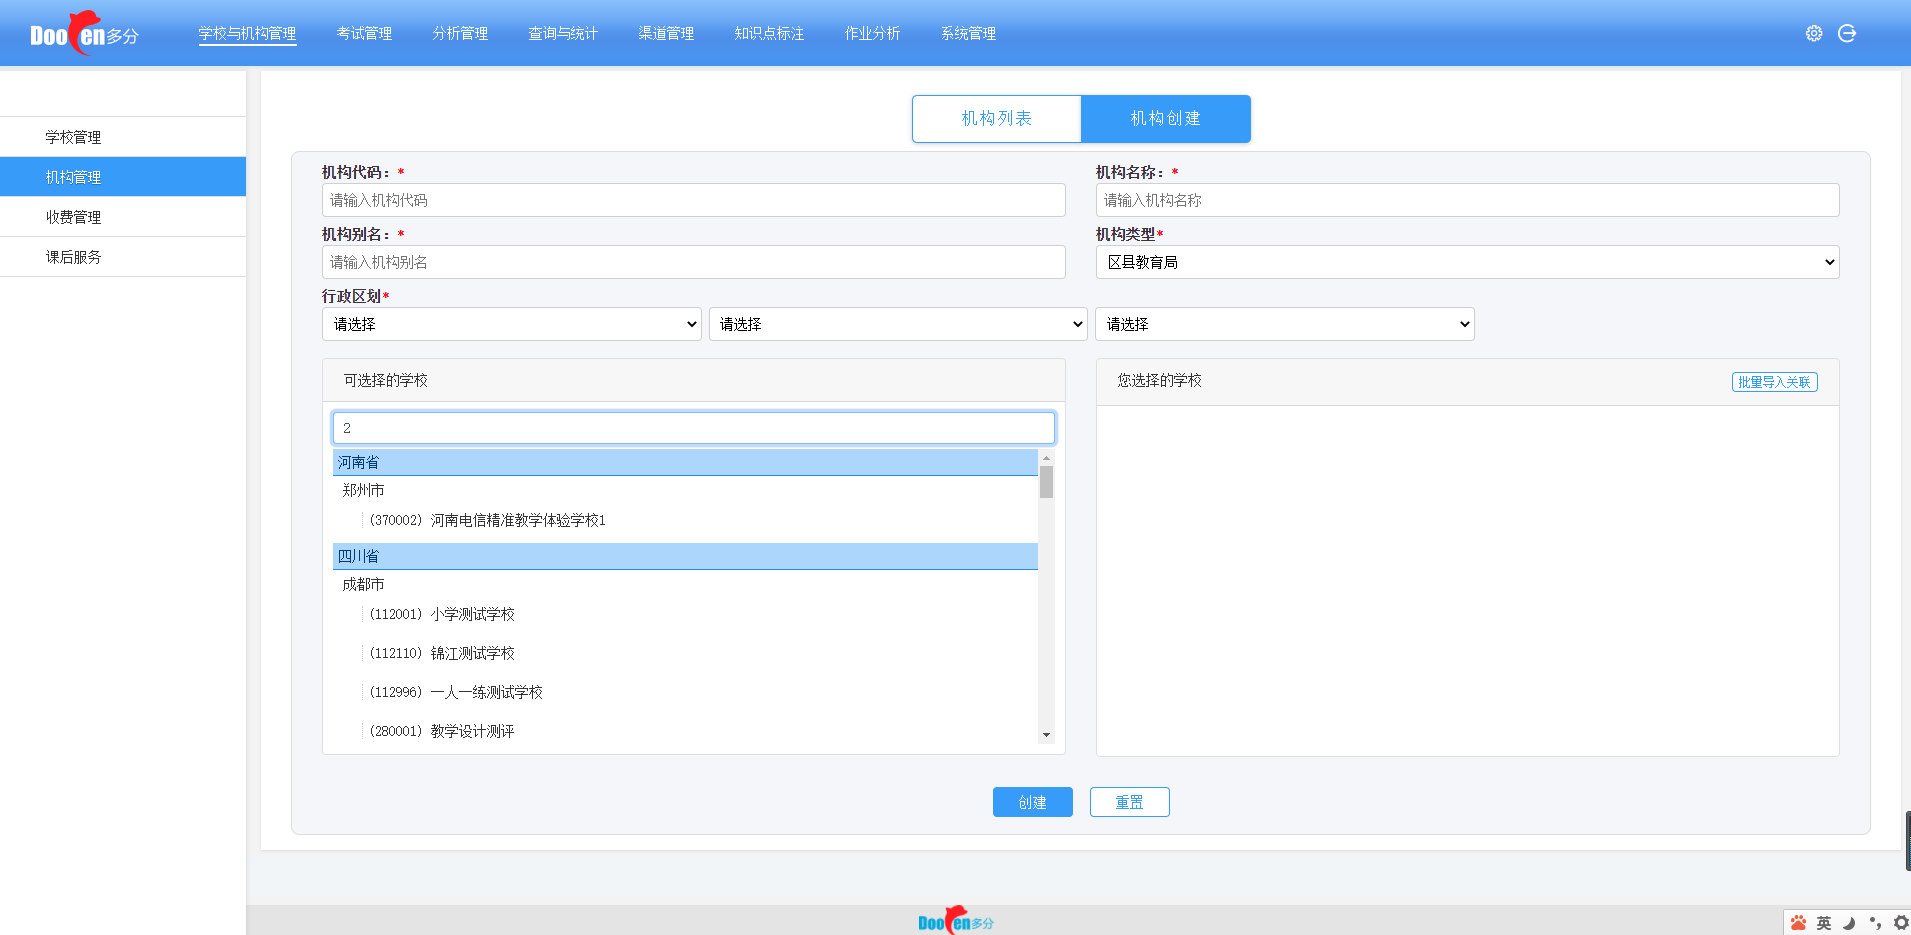 Doofen多分
学校与机构管理 考试管理 分析管理 查询与统计 渠道管理 知识点标注 作业分析 系统管理
学校管理
机构管理
收费管理
课后服务
机构列表 机构创建
机构代码：* 机构名称：*
请输入机构代码 请输入机构名称
机构别名：* 机构类型*
请输入机构别名 区县教育局
行政区划*
请选择 请选择 请选择
可选择的学校 您选择的学校 批量导入关联
2
河南省
郑州市
(370002) 河南电信精准教学体验学校1
四川省
成都市
(112001) 小学测试学校
(112110) 锦江测试学校
(112996) 一人一练测试学校
(280001) 教学设计测评
创建 重置
Doofen多分
英